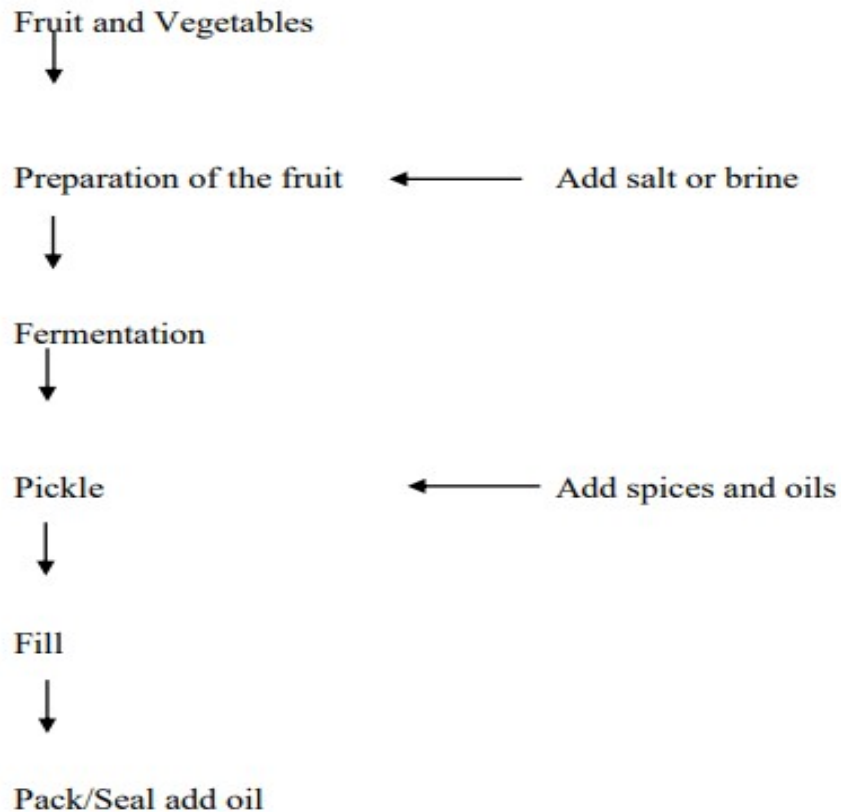 Fruit and Vegetables
Preparation of the fruit Add salt or brine
Fermentation
Pickle Add spices and oils
Fill
Pack/Seal add oil